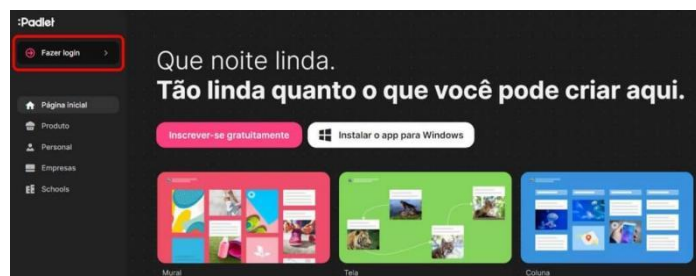 :Padlet
Fazer login
Página inicial
Produto
Personal
Empresas
Schools
Que noite linda.
Tão linda quanto o que você pode criar aqui.
Inscrever-se gratuitamente
Instalar o app para Windows
Mural
Tela
Coluna